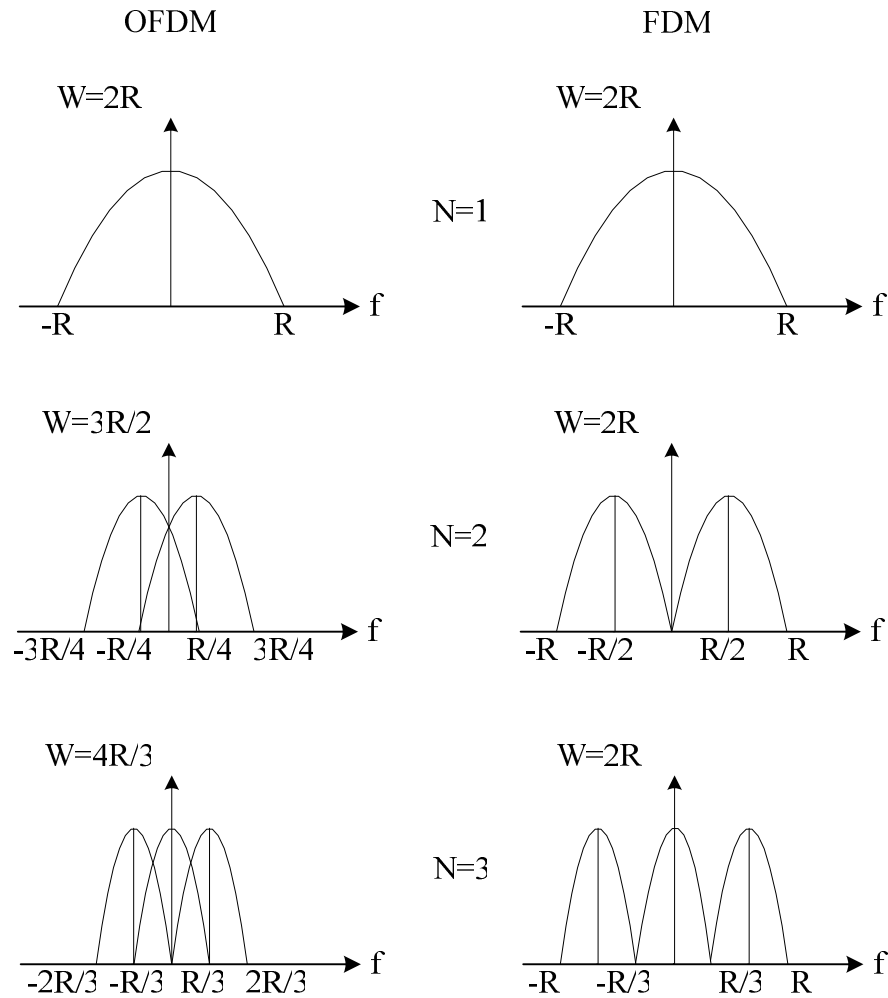 OFDM FDM
W=2R W=2R
N=1
f f
-R R -R R
W=3R/2 W=2R
N=2
f f
-3R/4 -R/4 R/4 3R/4 -R -R/2 R/2 R
W=4R/3 W=2R
N=3
f f
-2R/3 -R/3 R/3 2R/3 -R -R/3 R/3 R